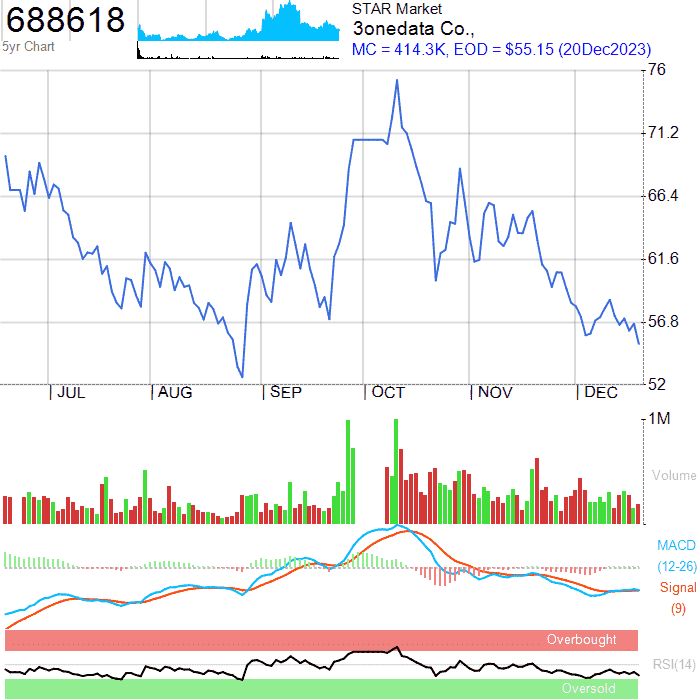 688618
5yr Chart
STAR Market
3onedata Co.,
MC = 414.3K, EOD = $55.15 (20Dec2023)
76
71.2
66.4
61.6
56.8
52
JUL AUG SEP OCT NOV DEC
1M
Volume
MACD
(12-26)
Signal
(9)
Overbought
RSI(14)
Oversold